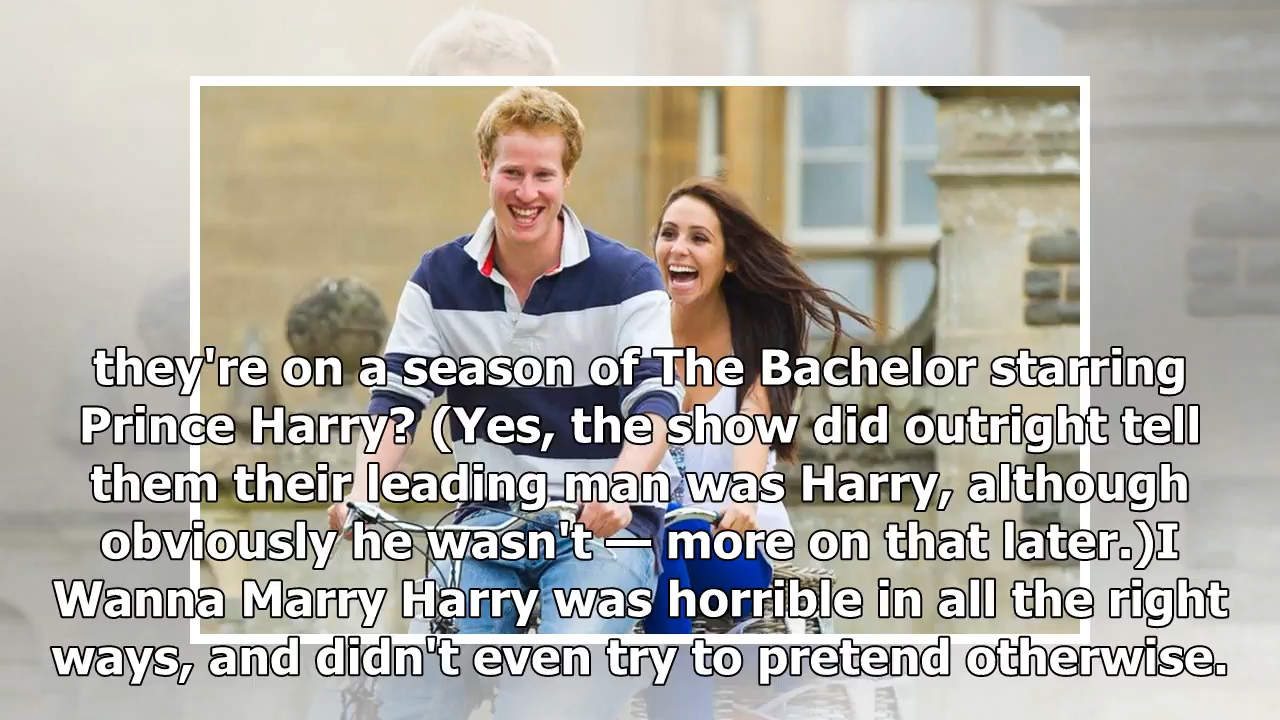 they're on a season of The Bachelor starring
Prince Harry? (Yes, the show did outright tell
them their leading man was Harry, although
obviously he wasn't — more on that later.)I
Wanna Marry Harry was horrible in all the right
ways, and didn't even try to pretend otherwise.